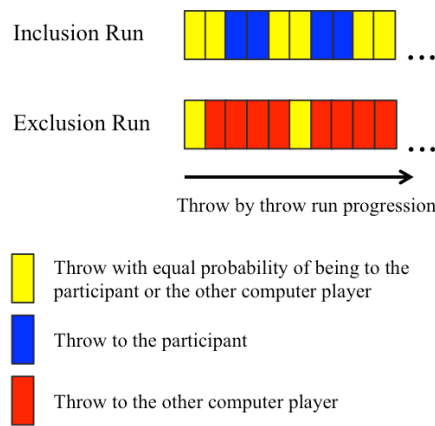 Inclusion Run
...
Exclusion Run
...
Throw by throw run progression
Throw with equal probability of being to the
participant or the other computer player
Throw to the participant
Throw to the other computer player